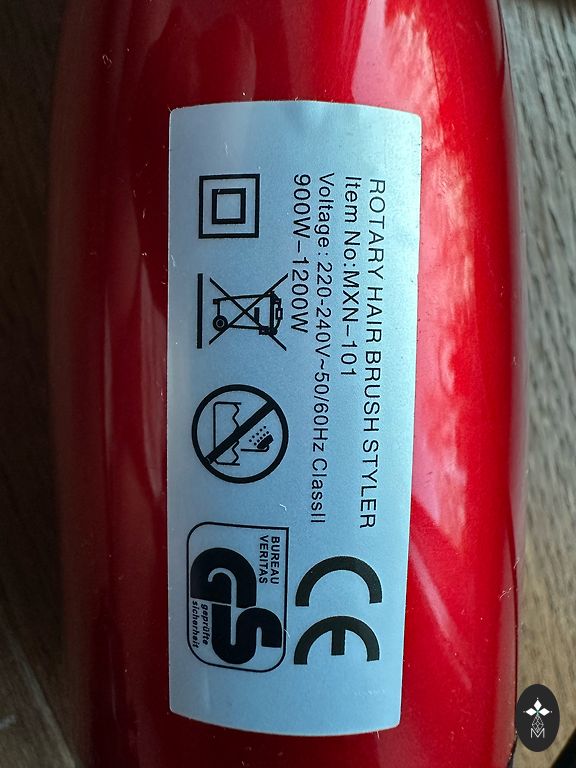 ROTARY HAIR BRUSH STYLER
Item No:MXN-101
Voltage: 220-240V~50/60Hz ClassII
900W-1200W
CE
BUREAU
VERITAS
GS
geprüfte
sicherheit